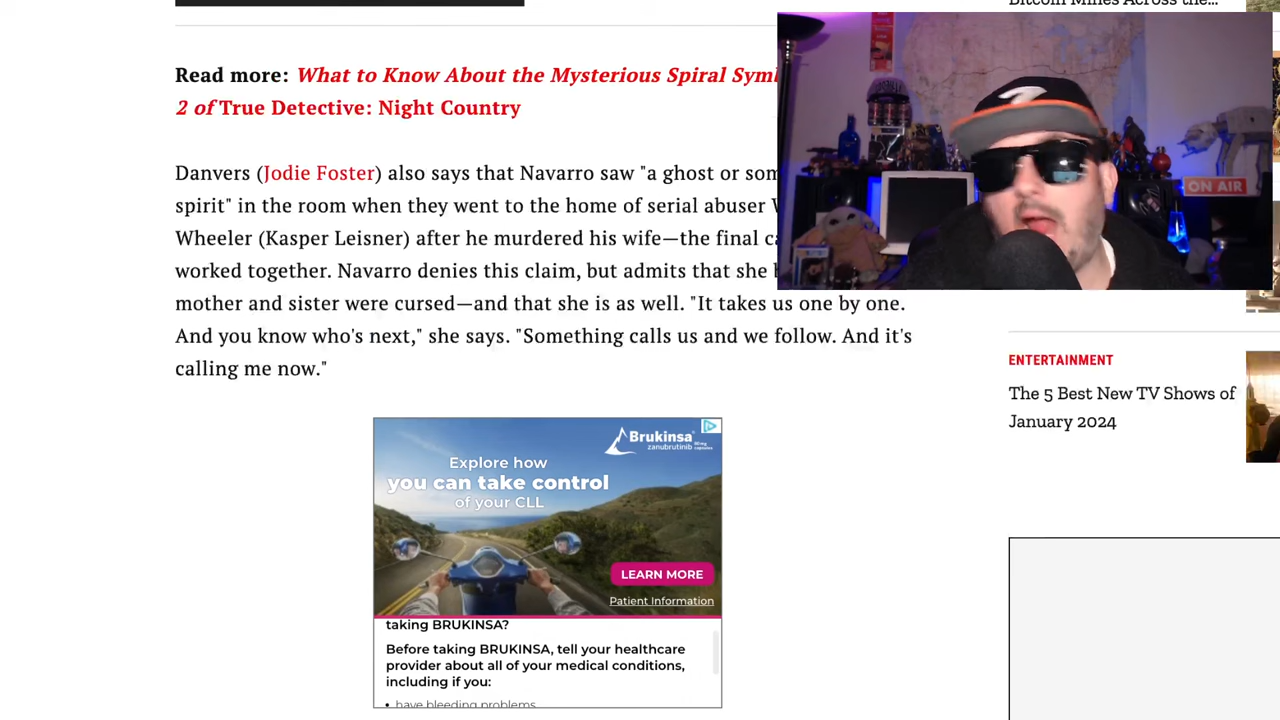 Bitcoin Mines Across the...
Read more: What to Know About the Mysterious Spiral
2 of True Detective: Night Country
Danvers (Jodie Foster) also says that Navarro saw "a ghost or
spirit" in the room when they went to the home of serial abuser
Wheeler (Kasper Leisner) after he murdered his wife—the final
worked together. Navarro denies this claim, but admits that she
mother and sister were cursed—and that she is as well. "It takes us one by one.
And you know who's next," she says. "Something calls us and we follow. And it's
calling me now."
ON AIR
ENTERTAINMENT
The 5 Best New TV Shows of
January 2024
Brukinsa
zanubrutinib
80 mg
capsules
Explore how
you can take control
of your CLL
LEARN MORE
Patient Information
taking BRUKINSA?
Before taking BRUKINSA, tell your healthcare
provider about all of your medical conditions,
including if you:
• have bleeding problems